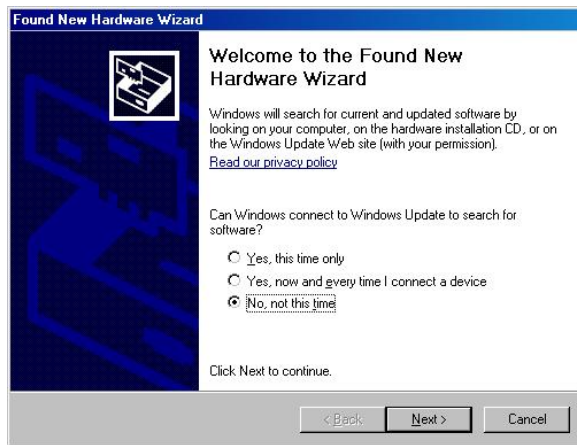 Found New Hardware Wizard
Welcome to the Found New
Hardware Wizard
Windows will search for current and updated software by
looking on your computer, on the hardware installation CD, or on
the Windows Update Web site (with your permission).
Read our privacy policy
Can Windows connect to Windows Update to search for
software?
Yes, this time only
Yes, now and every time I connect a device
No, not this time
Click Next to continue.
< Back
Next >
Cancel